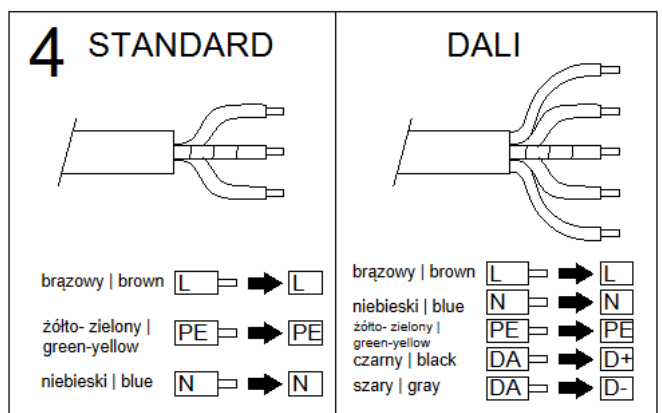 4 STANDARD
brązowy | brown L L
żółto- zielony |
green-yellow PE PE
niebieski | blue N N
DALI
brązowy | brown L L
niebieski | blue N N
żółto- zielony |
green-yellow PE PE
czarny | black DA D+
szary | gray DA D-